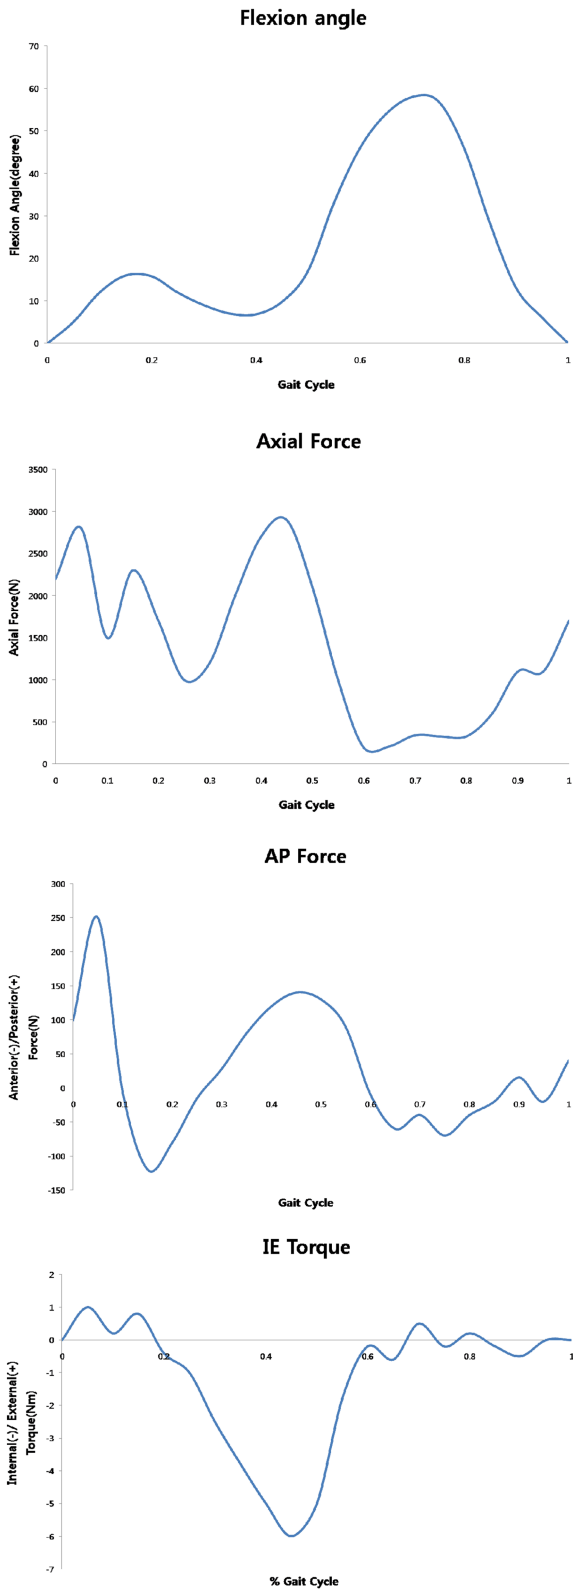 Flexion angle
70
60
50
40
30
20
10
0
Flexion Angle(degree)
0 0.2 0.4 0.6 0.8 1
Gait Cycle
Axial Force
3500
3000
2500
2000
1500
1000
500
0
Axial Force(N)
0 0.1 0.2 0.3 0.4 0.5 0.6 0.7 0.8 0.9 1
Gait Cycle
AP Force
300
250
200
150
100
50
0
-50
-100
-150
Anterior(-)/Posterior(+)
Force(N)
0 0.1 0.2 0.3 0.4 0.5 0.6 0.7 0.8 0.9 1
Gait Cycle
IE Torque
2
1
0
-1
-2
-3
-4
-5
-6
-7
Internal(-)/ External(+)
Torque(Nm)
0 0.2 0.4 0.6 0.8 1
% Gait Cycle